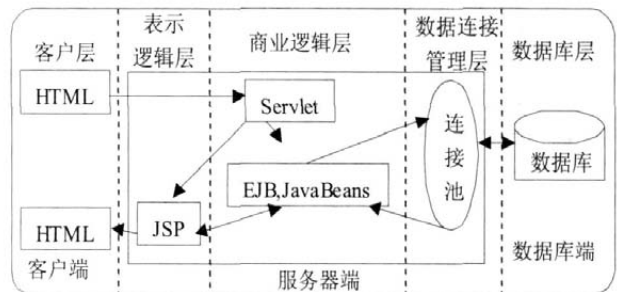 客户层
表示
逻辑层
商业逻辑层
数据连接
管理层
数据库层
HTML
Servlet
连
接
池
数据库
EJB,JavaBeans
HTML
JSP
客户端
服务器端
数据库端